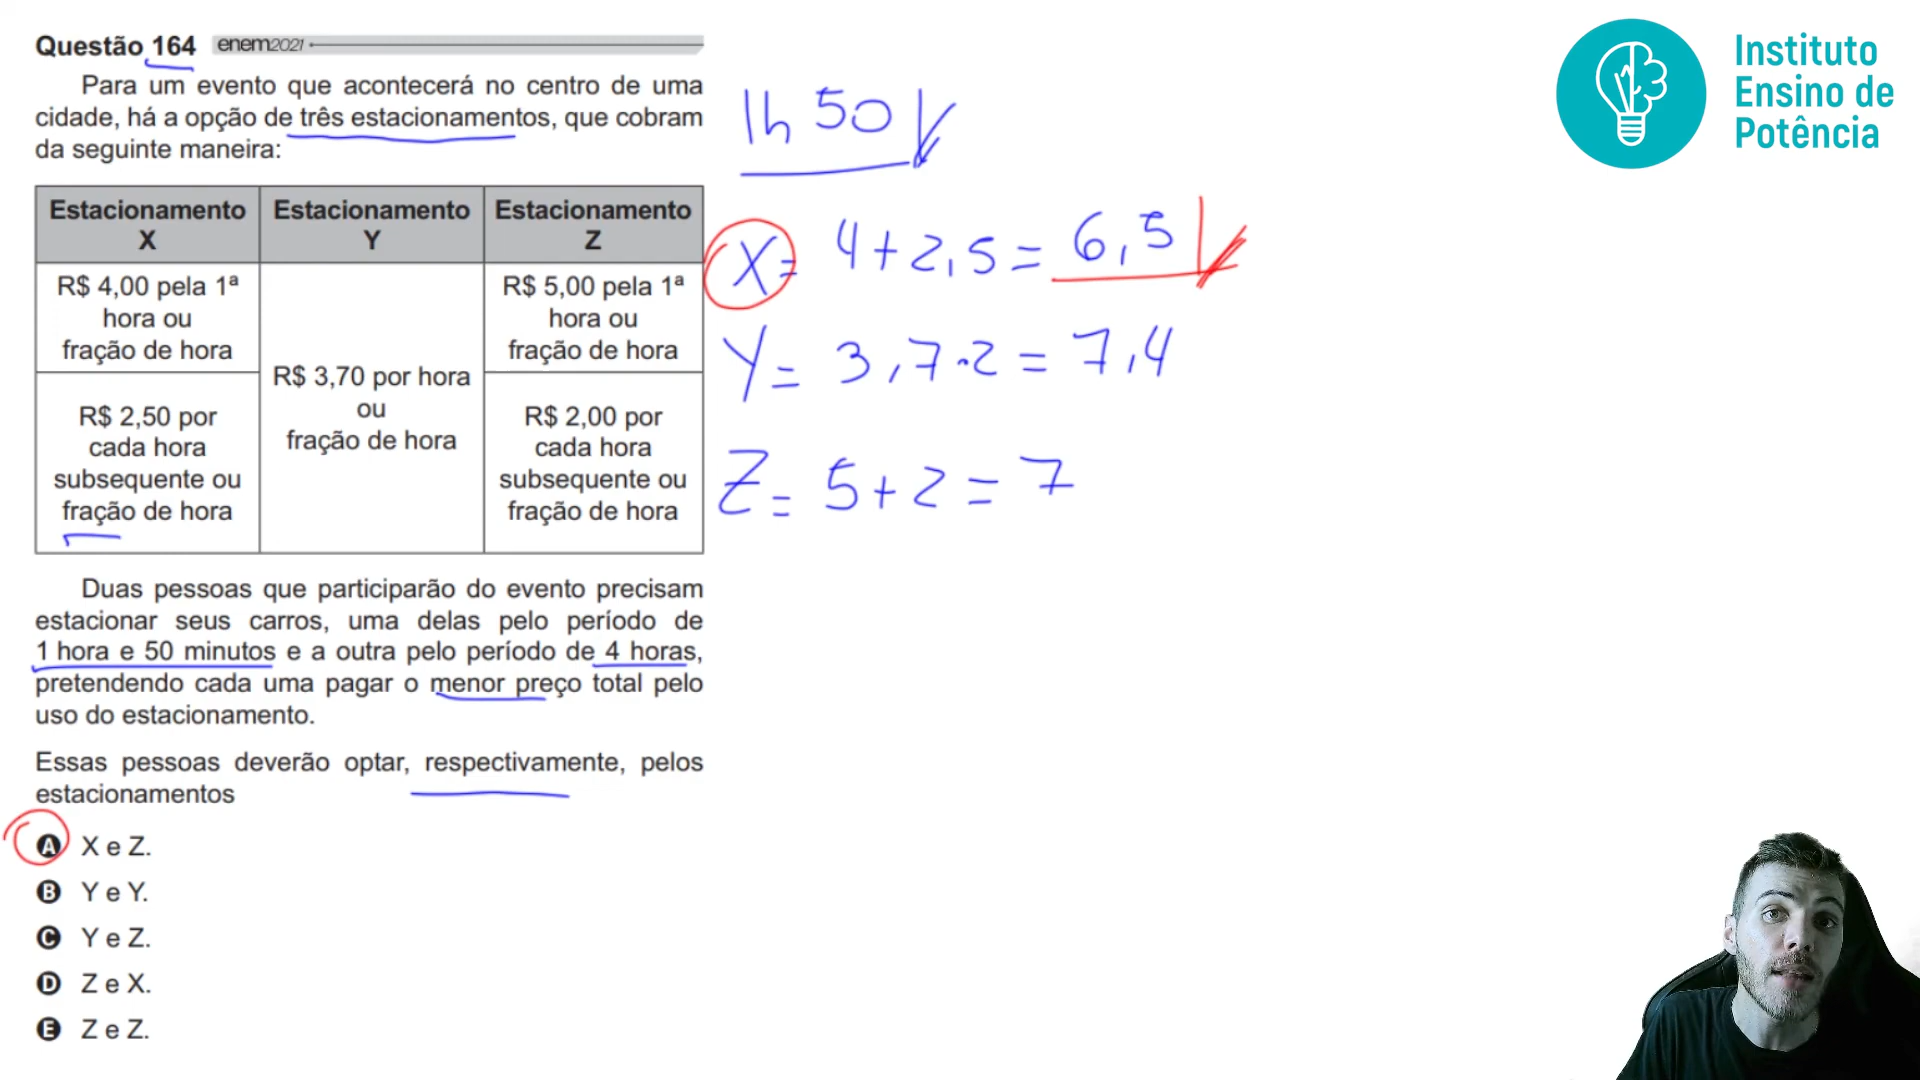 Questão 164 enem2021
Para um evento que acontecerá no centro de uma
cidade, há a opção de três estacionamentos, que cobram
da seguinte maneira:
Estacionamento X
Estacionamento Y
Estacionamento Z
R$ 4,00 pela 1ª
hora ou
fração de hora
R$ 2,50 por
cada hora
subsequente ou
fração de hora
R$ 3,70 por hora
ou
fração de hora
R$ 5,00 pela 1ª
hora ou
fração de hora
R$ 2,00 por
cada hora
subsequente ou
fração de hora
Duas pessoas que participarão do evento precisam
estacionar seus carros, uma delas pelo período de
1 hora e 50 minutos e a outra pelo período de 4 horas,
pretendendo cada uma pagar o menor preço total pelo
uso do estacionamento.
Essas pessoas deverão optar, respectivamente, pelos
estacionamentos
A X e Z.
B Y e Y.
C Y e Z.
D Z e X.
E Z e Z.
1h 50
X = 4 + 2,5 = 6,5
Y = 3,7 . 2 = 7,4
Z = 5 + 2 = 7
Instituto
Ensino de
Potência